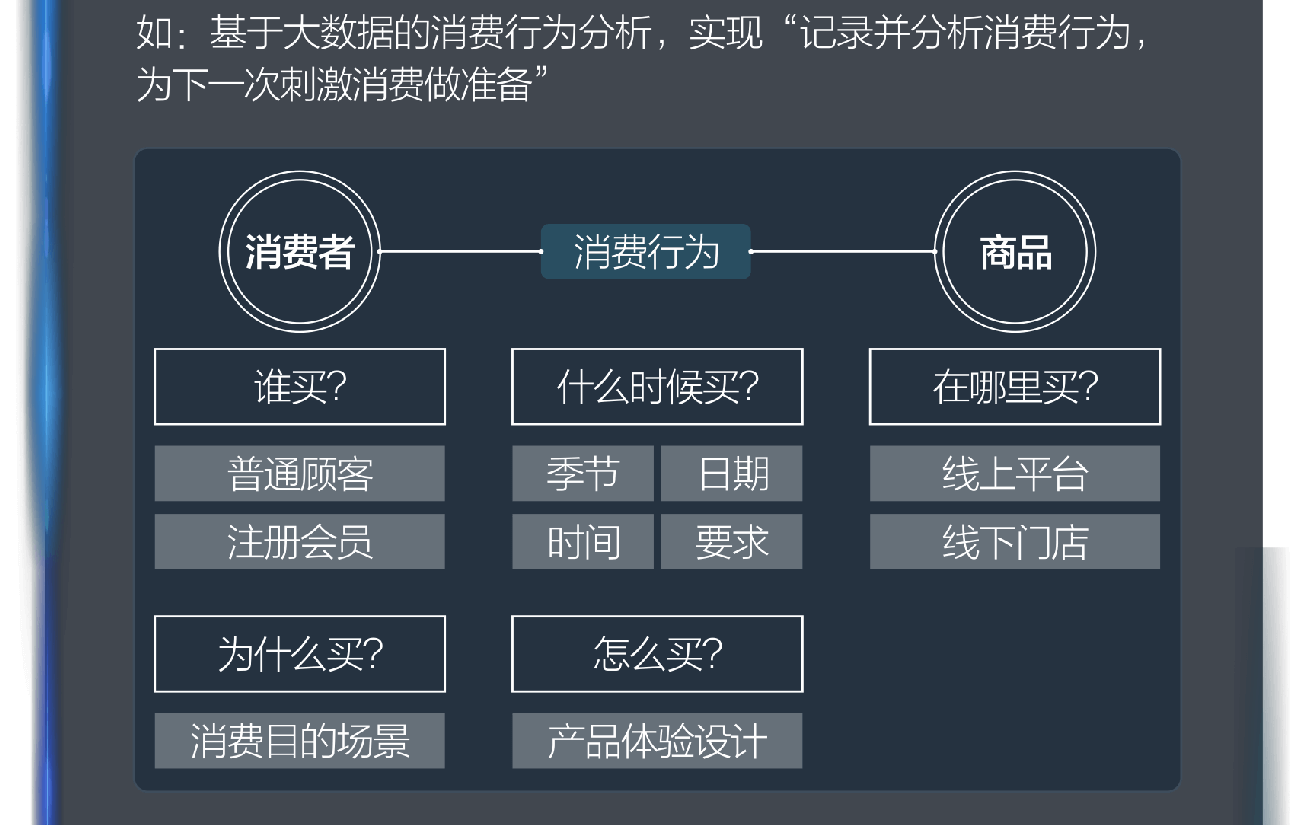 如：基于大数据的消费行为分析，实现“记录并分析消费行为，
为下一次刺激消费做准备”
消费者 消费行为 商品
谁买？ 什么时候买？ 在哪里买？
普通顾客 季节 日期 线上平台
注册会员 时间 要求 线下门店
为什么买？ 怎么买？
消费目的场景 产品体验设计